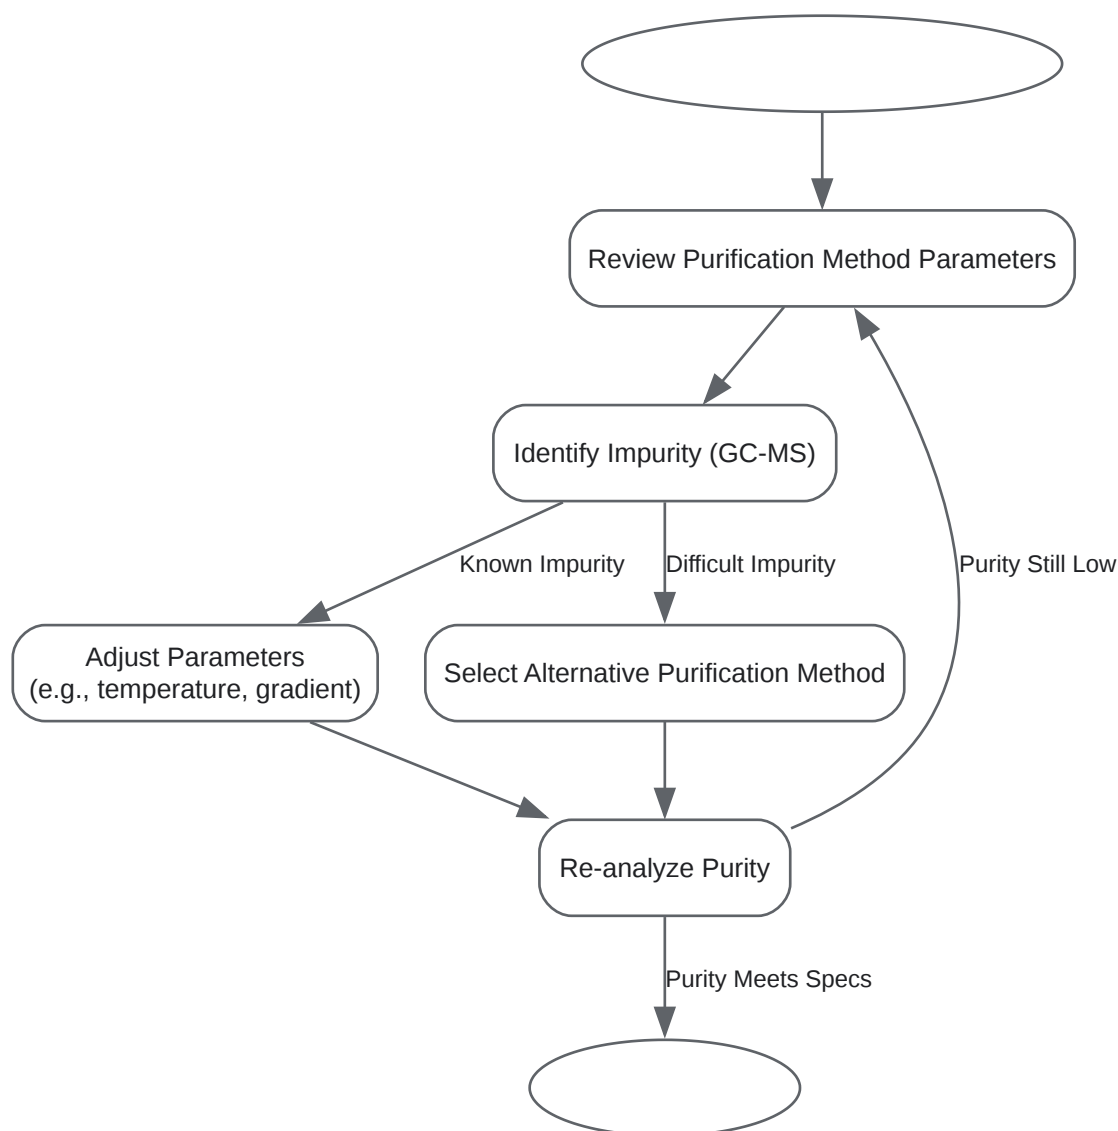 Review Purification Method Parameters
Identify Impurity (GC-MS)
Known Impurity
Difficult Impurity
Purity Still Low
Adjust Parameters
(e.g., temperature, gradient)
Select Alternative Purification Method
Re-analyze Purity
Purity Meets Specs